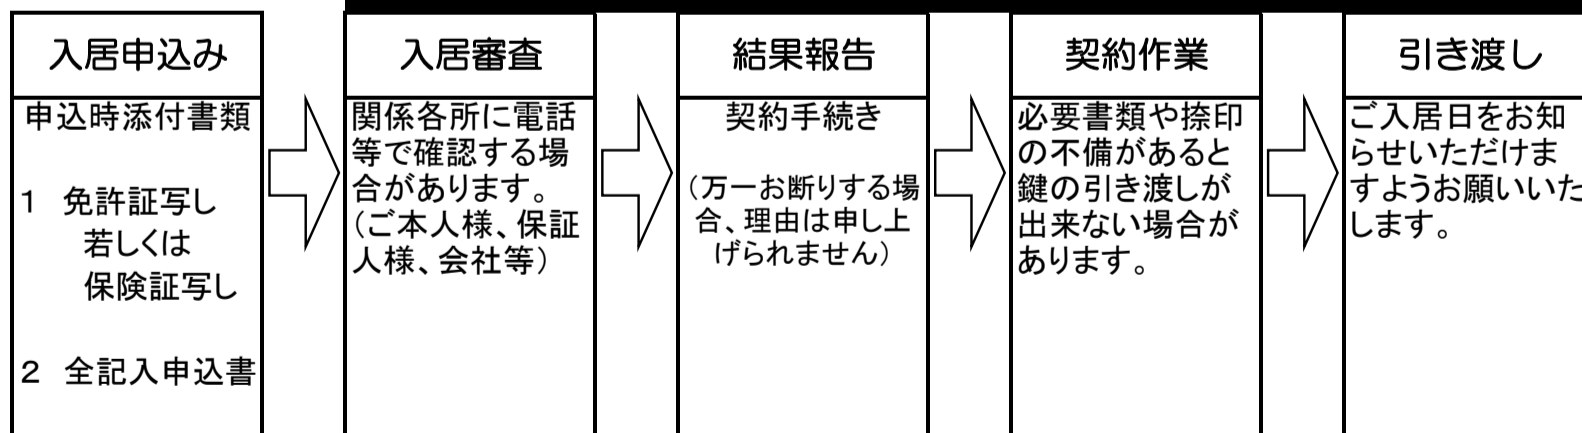 入居申込み
申込時添付書類
1　免許証写し
若しくは
保険証写し
2　全記入申込書
入居審査
関係各所に電話
等で確認する場
合があります。
(ご本人様、保証
人様、会社等)
結果報告
契約手続き
(万一お断りする場
合、理由は申し上
げられません)
契約作業
必要書類や捺印
の不備があると
鍵の引き渡しが
出来ない場合が
あります。
引き渡し
ご入居日をお知
らせいただけま
すようお願いいた
します。